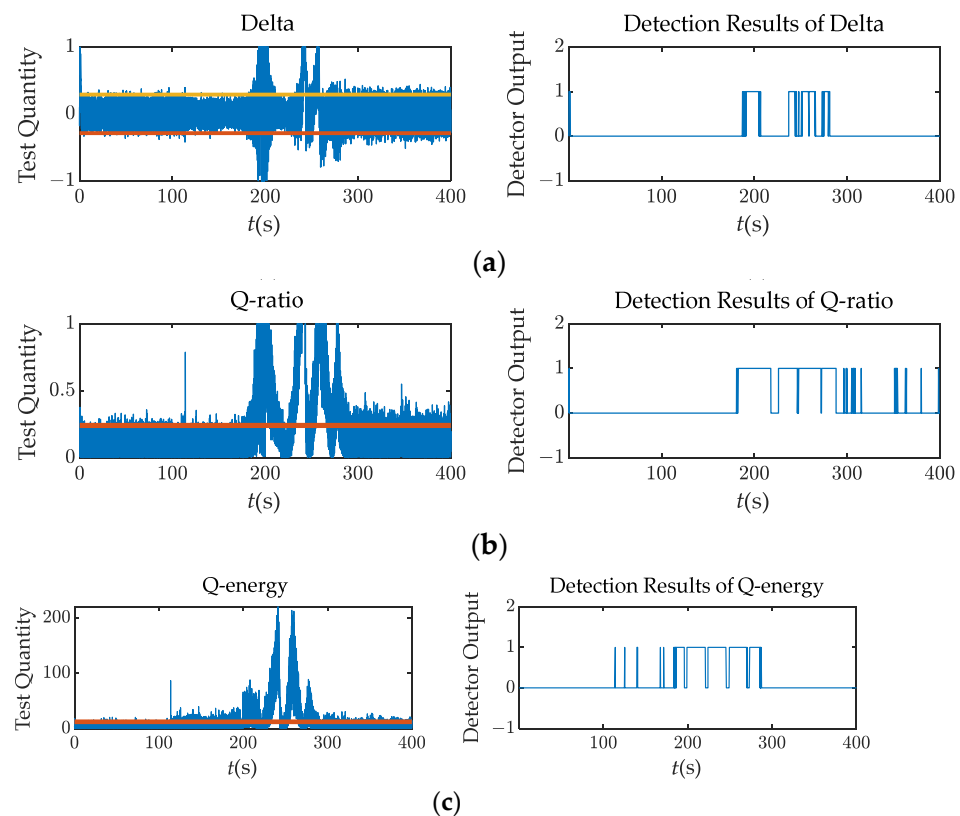 Delta
Test Quantity
1
0
−1
0 100 200 300 400
t(s)
Detection Results of Delta
Detector Output
2
1
0
−1
100 200 300 400
t(s)
(a)
Q-ratio
Test Quantity
1
0.5
0
0 100 200 300 400
t(s)
Detection Results of Q-ratio
Detector Output
2
1
0
−1
100 200 300 400
t(s)
(b)
Q-energy
Test Quantity
200
100
0
0 100 200 300 400
t(s)
Detection Results of Q-energy
Detector Output
2
1
0
−1
100 200 300 400
t(s)
(c)